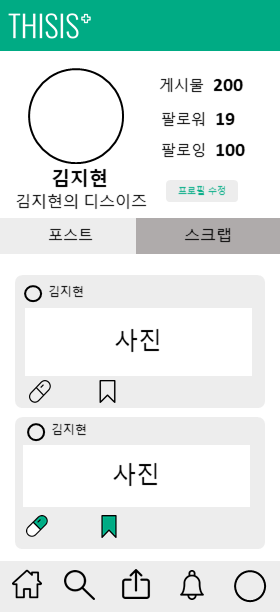 THISIS+
게시물 200
팔로워 19
팔로잉 100
김지현
김지현의 디스이즈
프로필 수정
포스트 스크랩
김지현
사진
김지현
사진